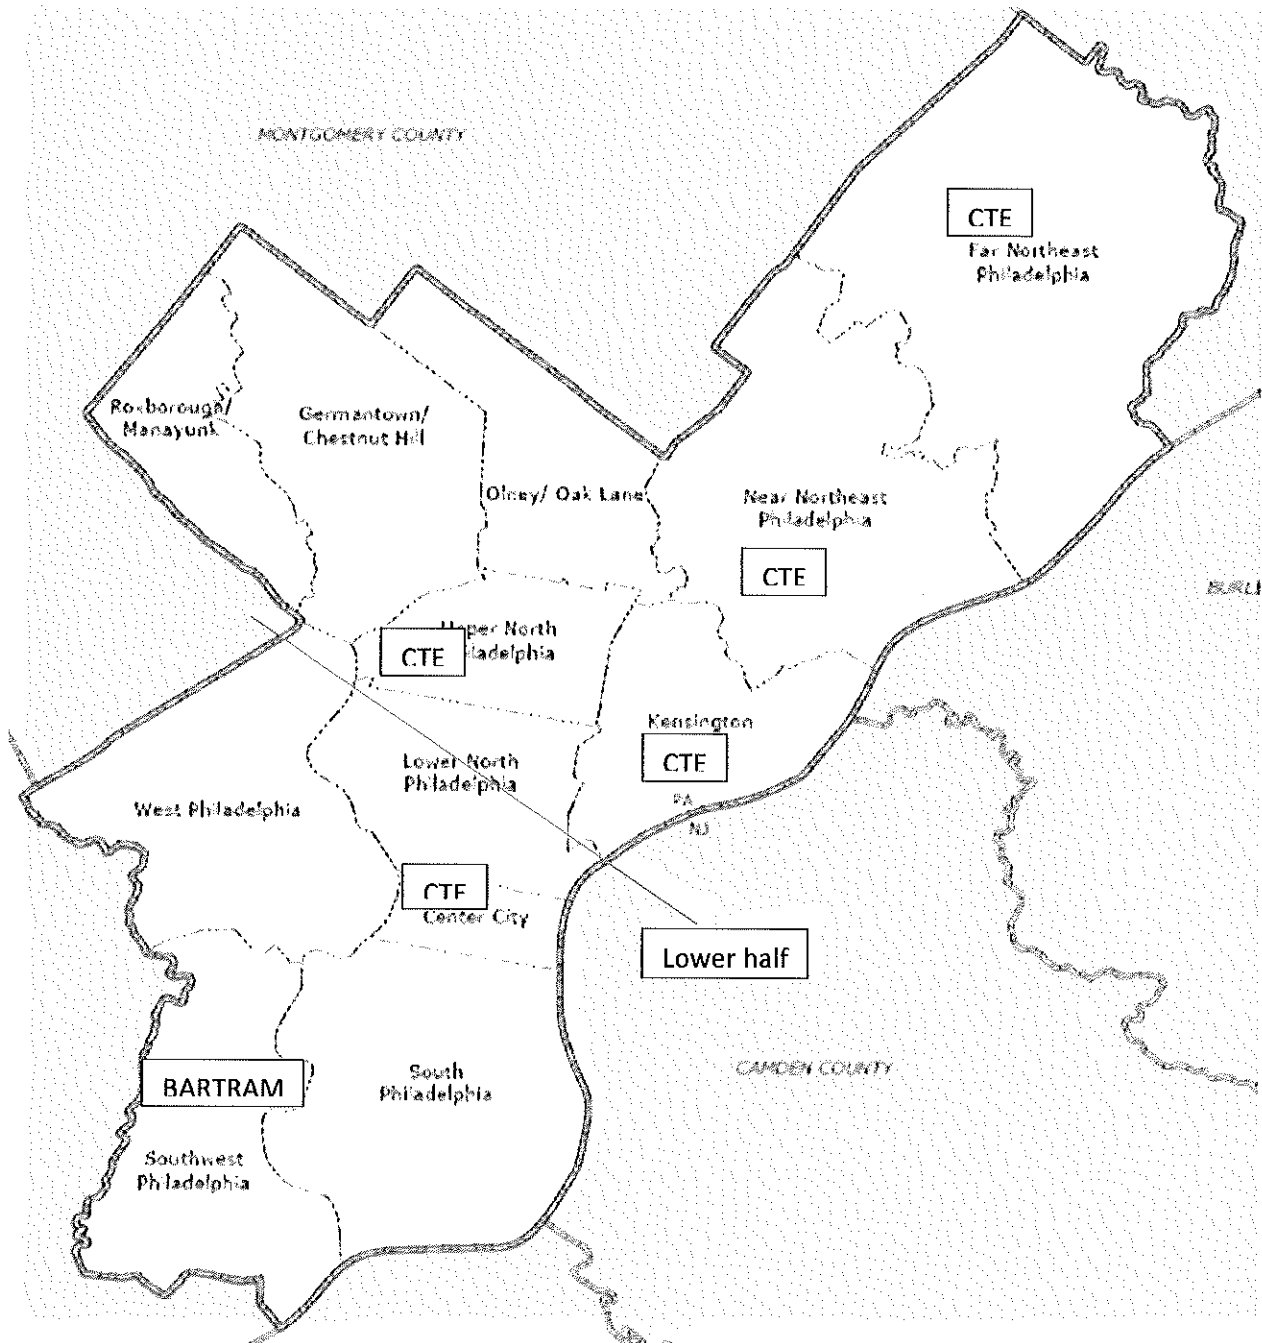 MONTGOMERY COUNTY
CTE
Far Northeast
Philadelphia
Roxborough/
Manayunk
Germantown/
Chestnut Hill
Olney/ Oak Lane
Near Northeast
Philadelphia
CTE
Upper North
CTE
Kensington
CTE
Lower North
Philadelphia
PA
NJ
West Philadelphia
CTE
Center City
Lower half
BARTRAM
South
Philadelphia
CAMDEN COUNTY
Southwest
Philadelphia